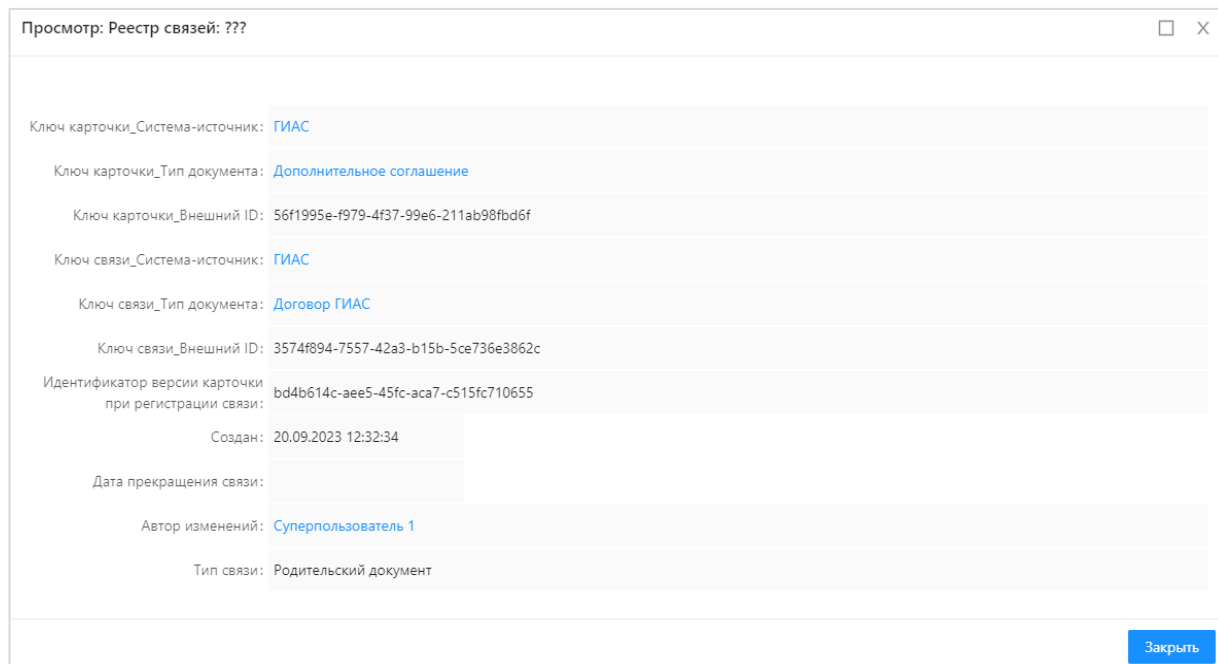 Просмотр: Реестр связей: ???
Ключ карточки_Система-источник: ГИАС
Ключ карточки_Тип документа: Дополнительное соглашение
Ключ карточки_Внешний ID: 56f1995e-f979-4f37-99e6-211ab98fbd6f
Ключ связи_Система-источник: ГИАС
Ключ связи_Тип документа: Договор ГИАС
Ключ связи_Внешний ID: 3574f894-7557-42a3-b15b-5ce736e3862c
Идентификатор версии карточки
при регистрации связи: bd4b614c-aee5-45fc-aca7-c515fc710655
Создан: 20.09.2023 12:32:34
Дата прекращения связи:
Автор изменений: Суперпользователь 1
Тип связи: Родительский документ
Закрыть